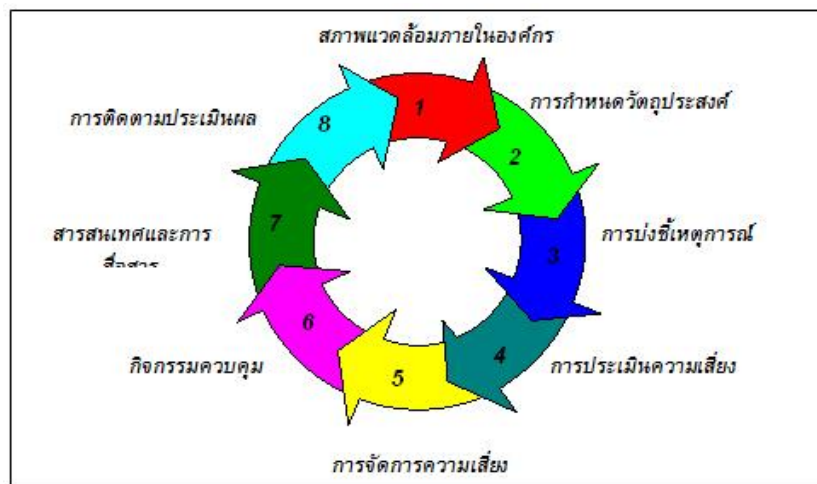 สภาพแวดล้อมภายในองค์กร
1
การกำหนดวัตถุประสงค์
2
การบ่งชี้เหตุการณ์
3
การประเมินความเสี่ยง
4
การจัดการความเสี่ยง
5
กิจกรรมควบคุม
6
สารสนเทศและการ
สื่อสาร
7
การติดตามประเมินผล
8